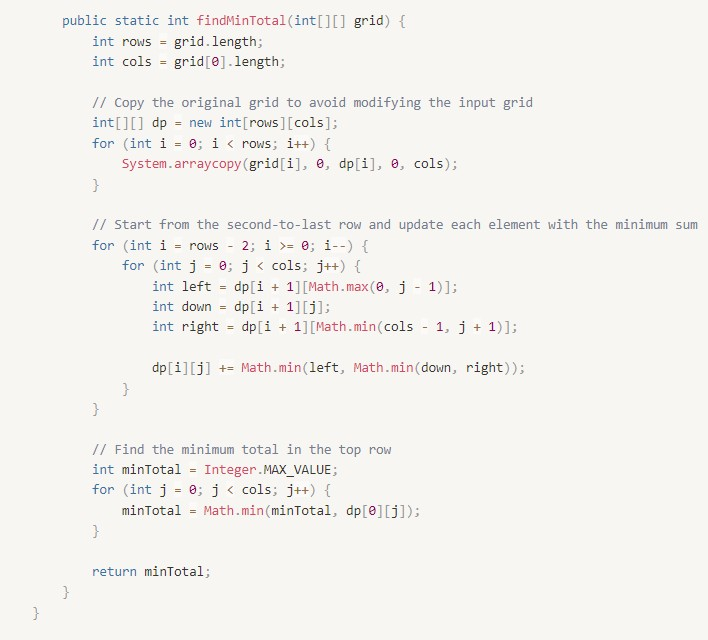 public static int findMinTotal(int[][] grid) {
int rows = grid.length;
int cols = grid[0].length;
// Copy the original grid to avoid modifying the input grid
int[][] dp = new int[rows][cols];
for (int i = 0; i < rows; i++) {
System.arraycopy(grid[i], 0, dp[i], 0, cols);
}
// Start from the second-to-last row and update each element with the minimum sum
for (int i = rows - 2; i >= 0; i--) {
for (int j = 0; j < cols; j++) {
int left = dp[i + 1][Math.max(0, j - 1)];
int down = dp[i + 1][j];
int right = dp[i + 1][Math.min(cols - 1, j + 1)];
dp[i][j] += Math.min(left, Math.min(down, right));
}
}
// Find the minimum total in the top row
int minTotal = Integer.MAX_VALUE;
for (int j = 0; j < cols; j++) {
minTotal = Math.min(minTotal, dp[0][j]);
}
return minTotal;
}
}